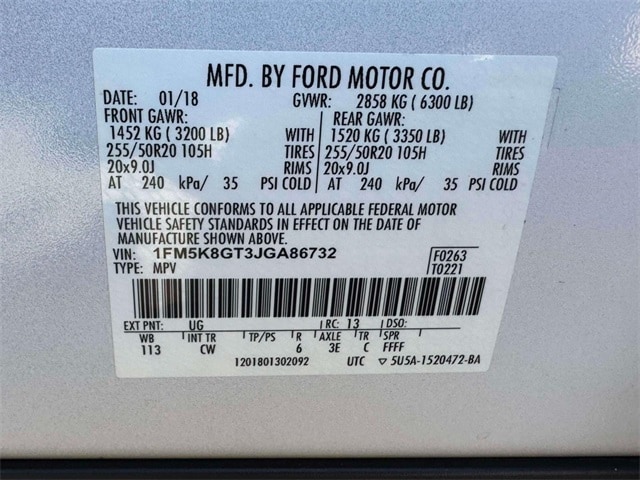 MFD. BY FORD MOTOR CO.
DATE: 01/18 GVWR: 2858 KG ( 6300 LB)
FRONT GAWR: REAR GAWR:
1452 KG ( 3200 LB) WITH 1520 KG ( 3350 LB) WITH
255/50R20 105H TIRES 255/50R20 105H TIRES
20x9.0J RIMS 20x9.0J RIMS
AT 240 kPa/ 35 PSI COLD AT 240 kPa/ 35 PSI COLD
THIS VEHICLE CONFORMS TO ALL APPLICABLE FEDERAL MOTOR
VEHICLE SAFETY STANDARDS IN EFFECT ON THE DATE OF
MANUFACTURE SHOWN ABOVE.
VIN: 1FM5K8GT3JGA86732 F0263
TYPE: MPV T0221
EXT PNT: UG RC: 13 DSO:
WB INT TR TP/PS R AXLE TR SPR
113 CW 6 3E C FFFF
1201801302092 UTC ▽ 5U5A-1520472-BA